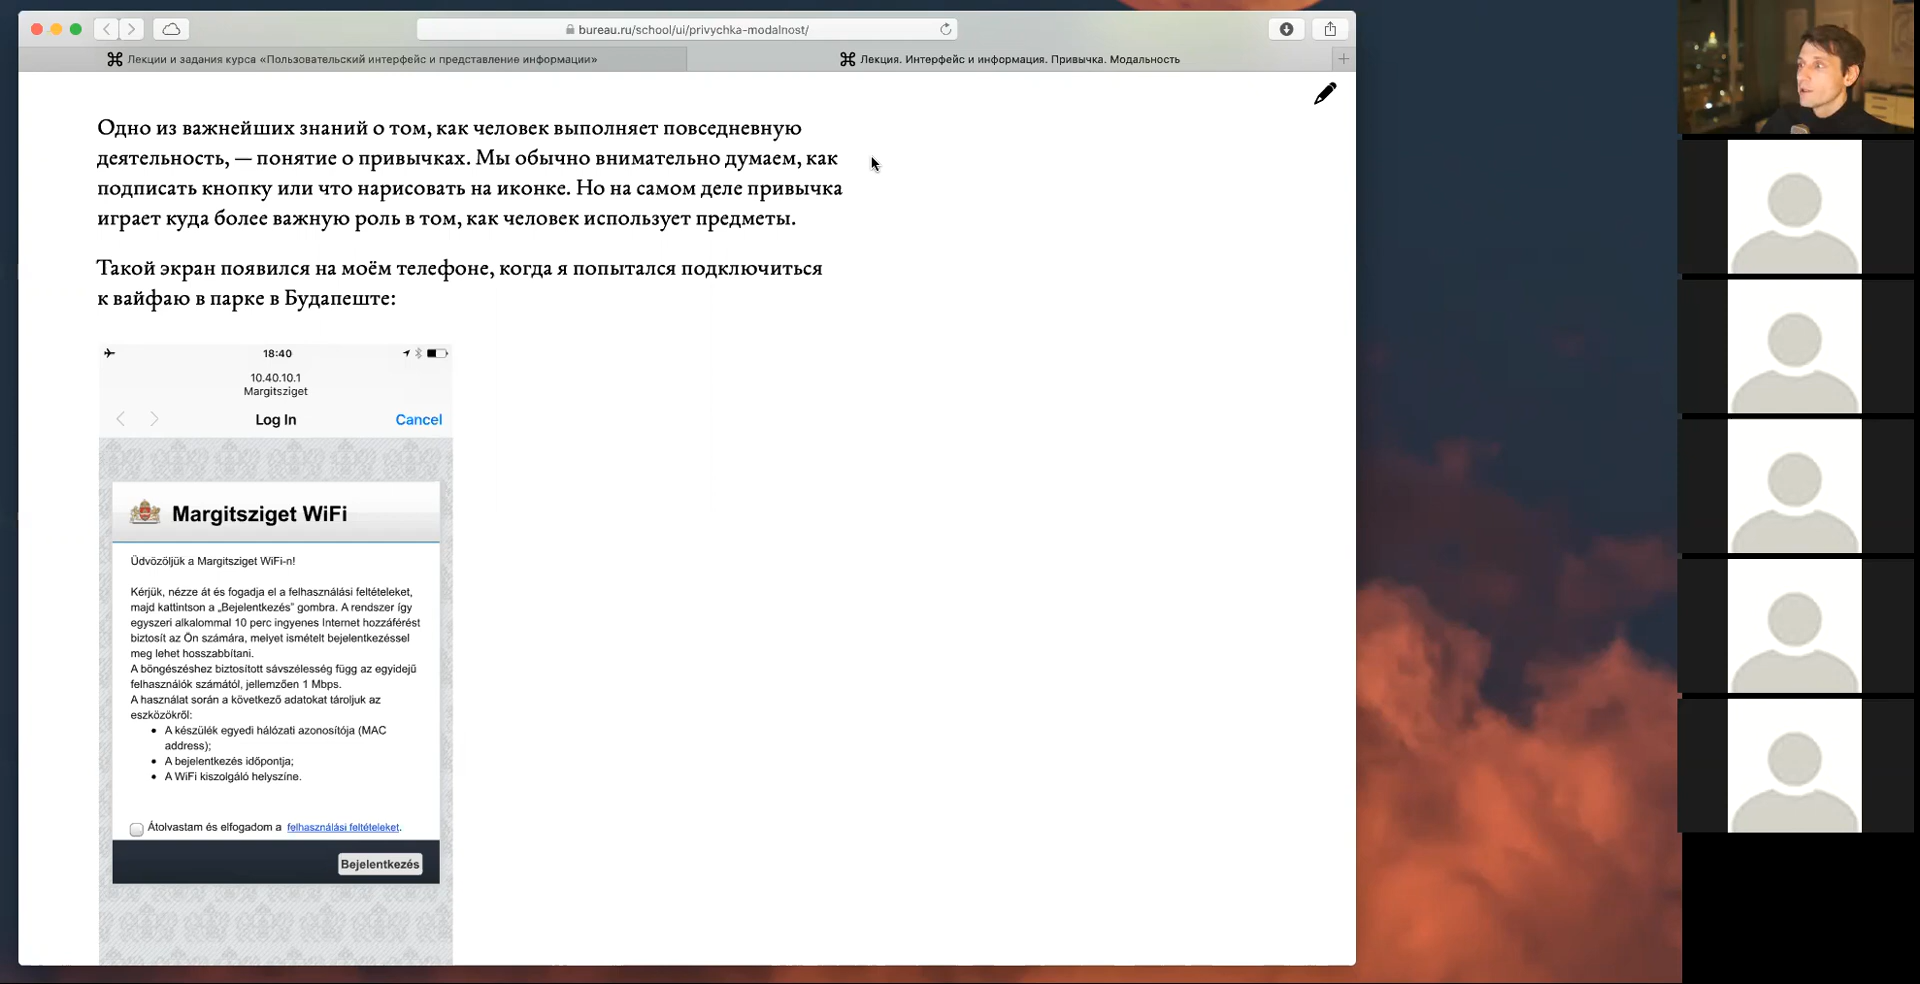 bureau.ru/school/ui/privychka-modalnost/
Лекции и задания курса «Пользовательский интерфейс и представление информации»
Лекция. Интерфейс и информация. Привычка. Модальность
Одно из важнейших знаний о том, как человек выполняет повседневную
деятельность, — понятие о привычках. Мы обычно внимательно думаем, как
подписать кнопку или что нарисовать на иконке. Но на самом деле привычка
играет куда более важную роль в том, как человек использует предметы.
Такой экран появился на моём телефоне, когда я попытался подключиться
к вайфаю в парке в Будапеште:
18:40
10.40.10.1
Margitsziget
Log In
Cancel
Margitsziget WiFi
Üdvözöljük a Margitsziget WiFi-n!
Kérjük, nézze át és fogadja el a felhasználási feltételeket,
majd kattintson a „Bejelentkezés” gombra. A rendszer így
egyszeri alkalommal 10 perc ingyenes Internet hozzáférést
biztosít az Ön számára, melyet ismételt bejelentkezéssel
meg lehet hosszabbítani.
A böngészéshez biztosított sávszélesség függ az egyidejű
felhasználók számától, jellemzően 1 Mbps.
A használat során a következő adatokat tároljuk az
eszközökről:
• A készülék egyedi hálózati azonosítója (MAC
address);
• A bejelentkezés időpontja;
• A WiFi kiszolgáló helyszíne.
Átolvastam és elfogadom a felhasználási feltételeket.
Bejelentkezés